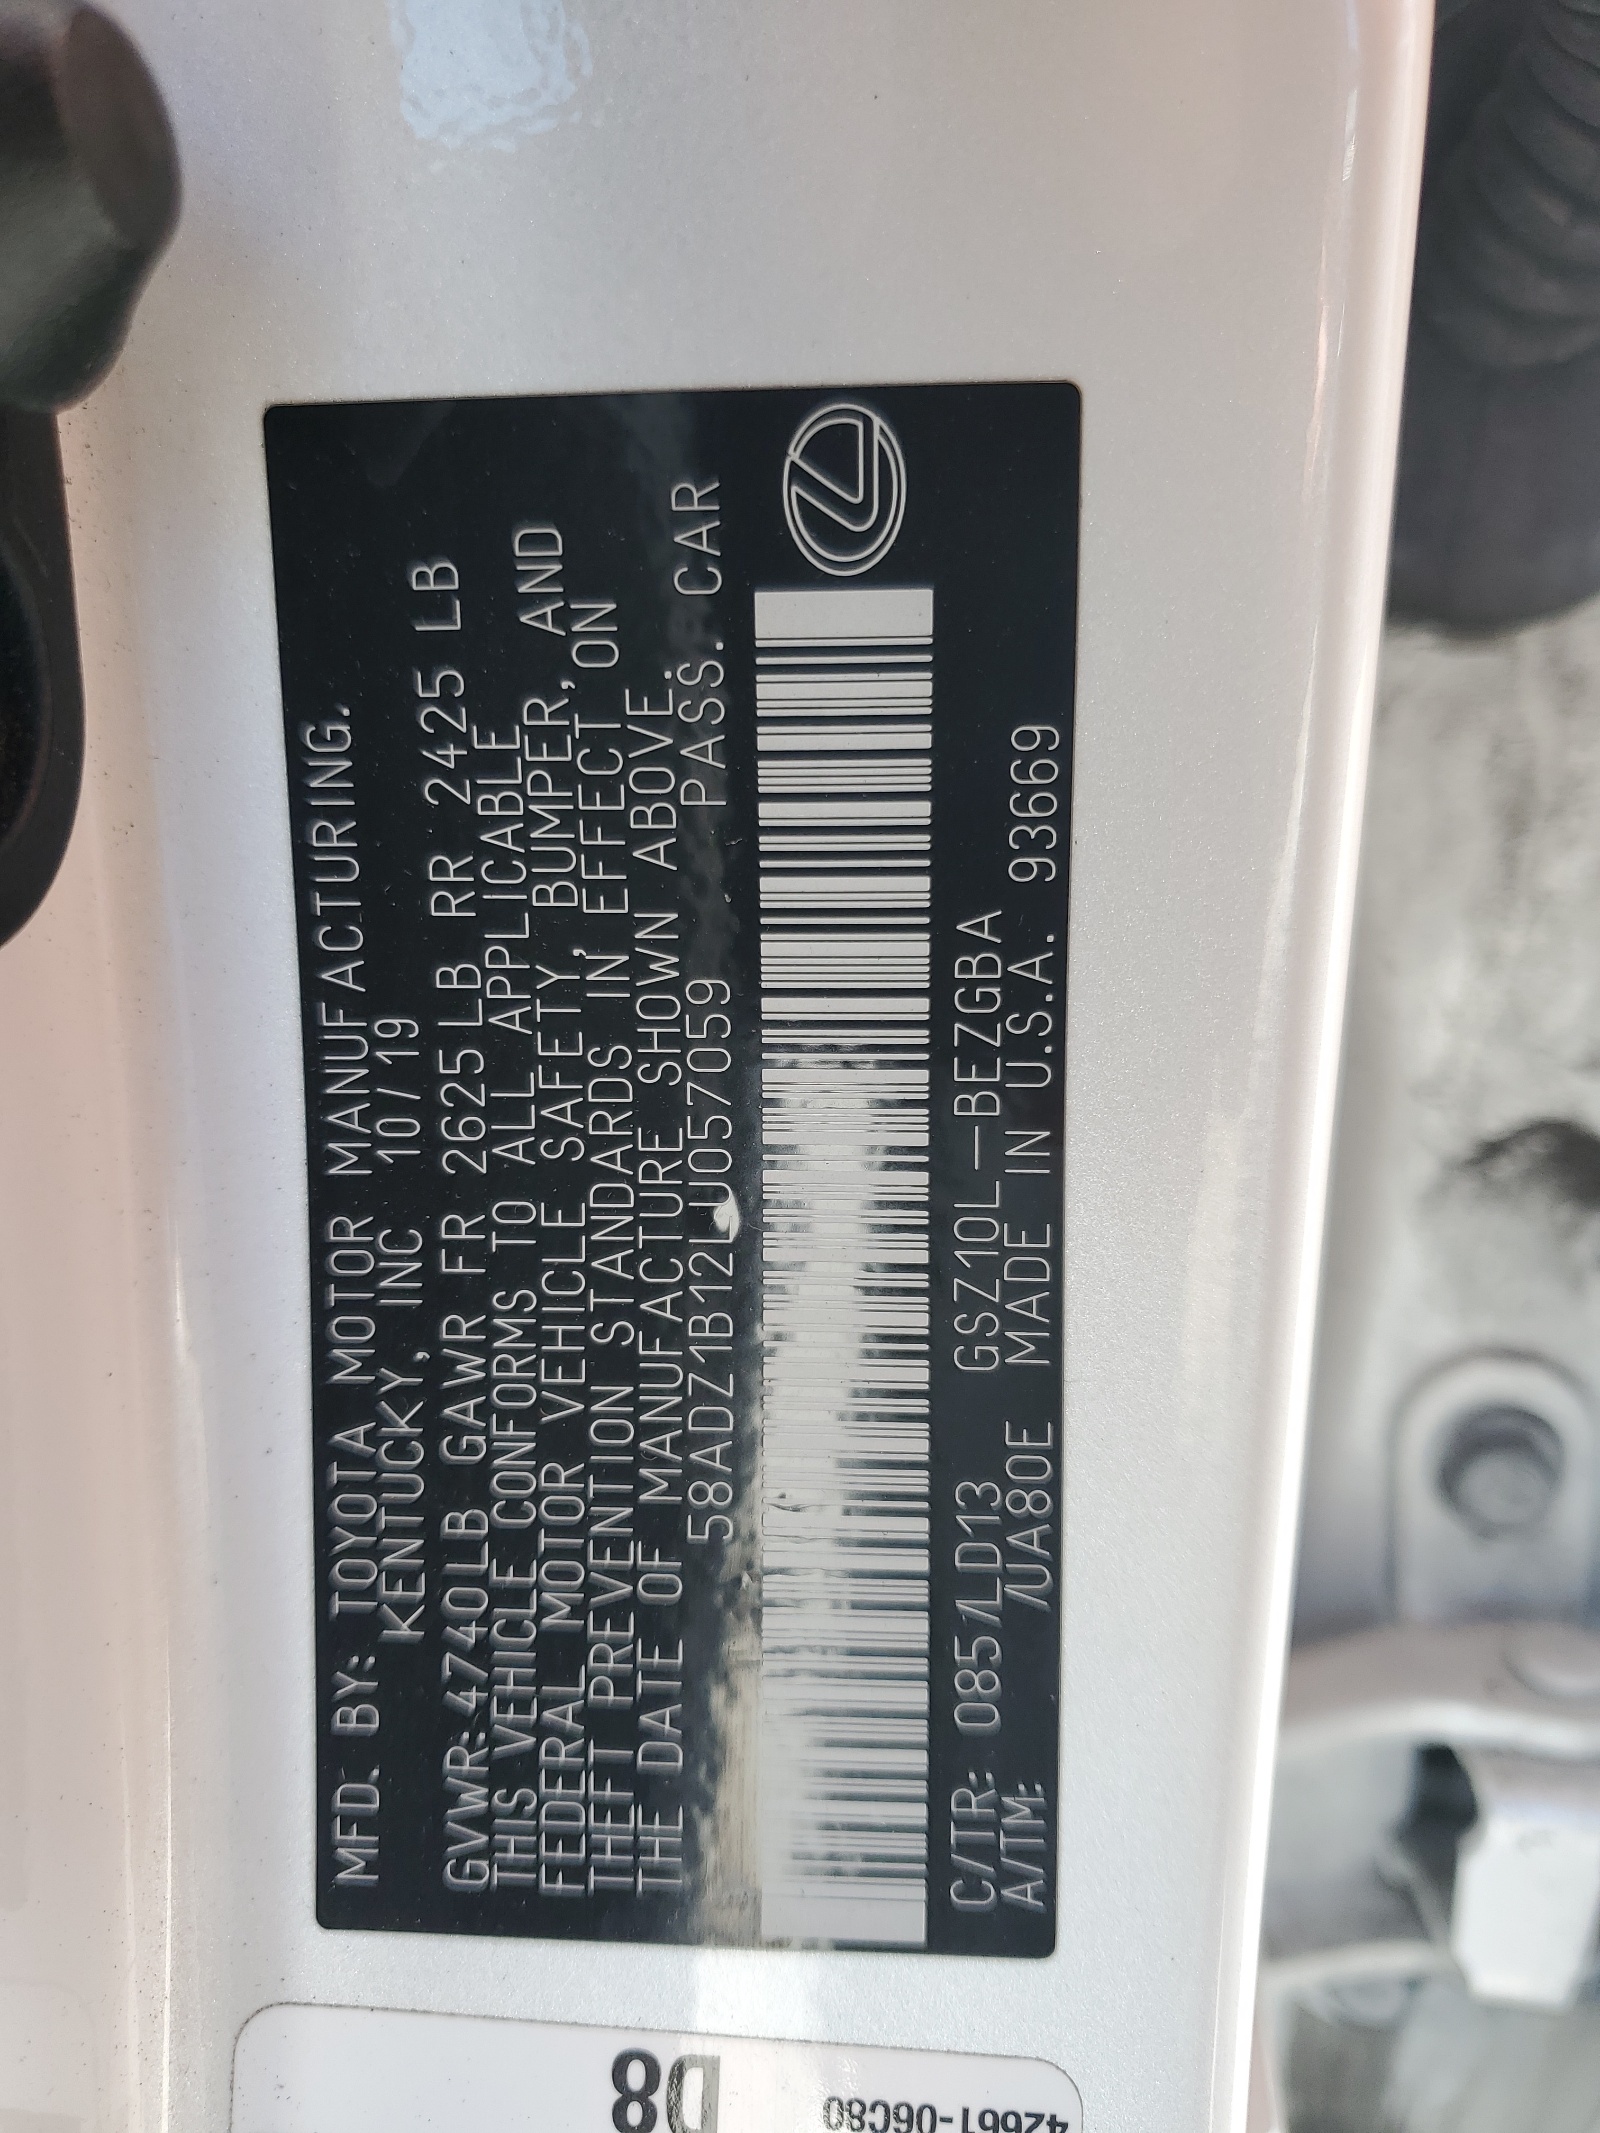 MFD. BY: TOYOTA MOTOR MANUFACTURING.
KENTUCKY, INC 10/19
GVWR:4740LB GAWR FR 2625LB RR 2425 LB
THIS VEHICLE CONFORMS TO ALL APPLICABLE
FEDERAL MOTOR VEHICLE SAFETY, BUMPER, AND
THEFT PREVENTION STANDARDS IN EFFECT ON
THE DATE OF MANUFACTURE SHOWN ABOVE.
58ADZ1B12LU057059 PASS. CAR
C/TR: 085/LD13 GSZ10L-BEZGBA
A/TM: /UA80E MADE IN U.S.A. 93669
D8
42661-06C80